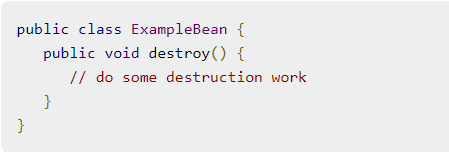 public class ExampleBean {
   public void destroy() {
      // do some destruction work
   }
}